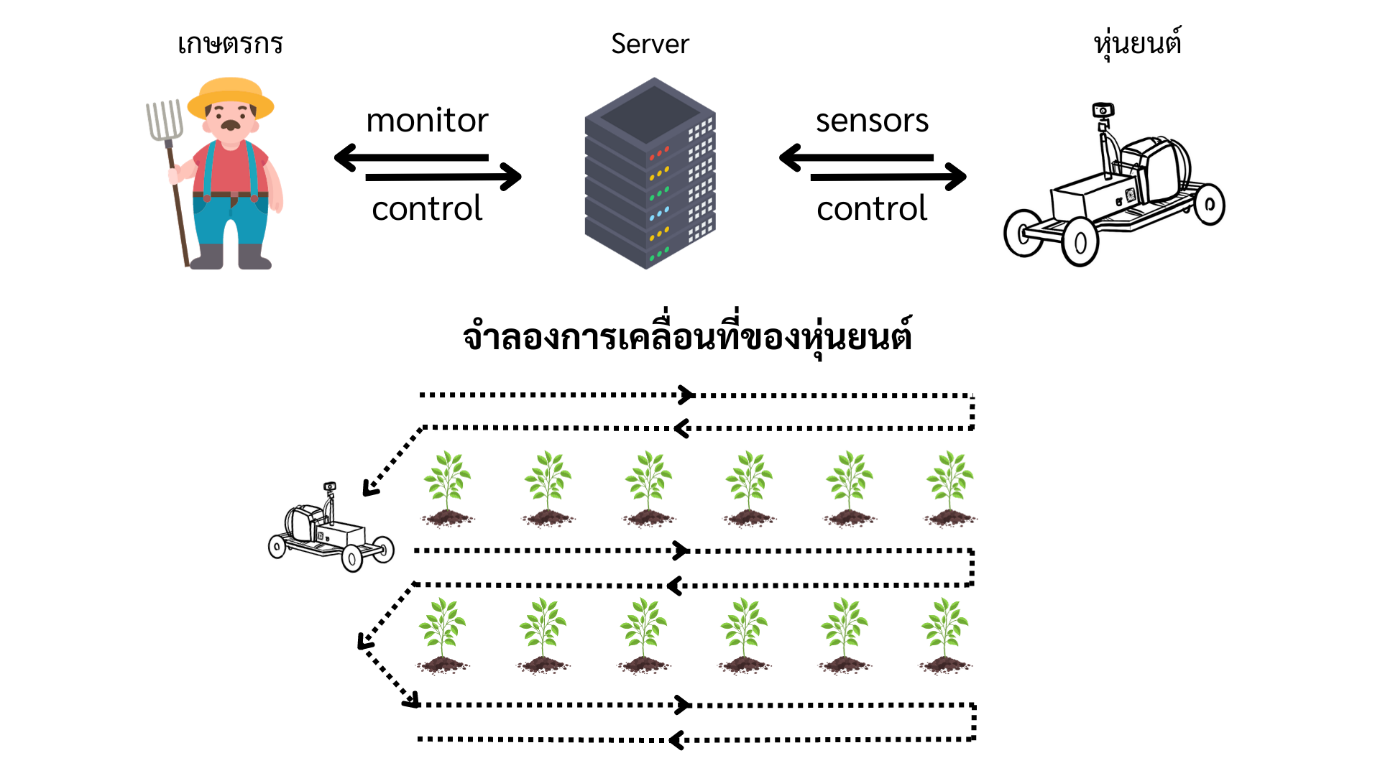 เกษตรกร
Server
หุ่นยนต์
monitor
control
sensors
control
จำลองการเคลื่อนที่ของหุ่นยนต์